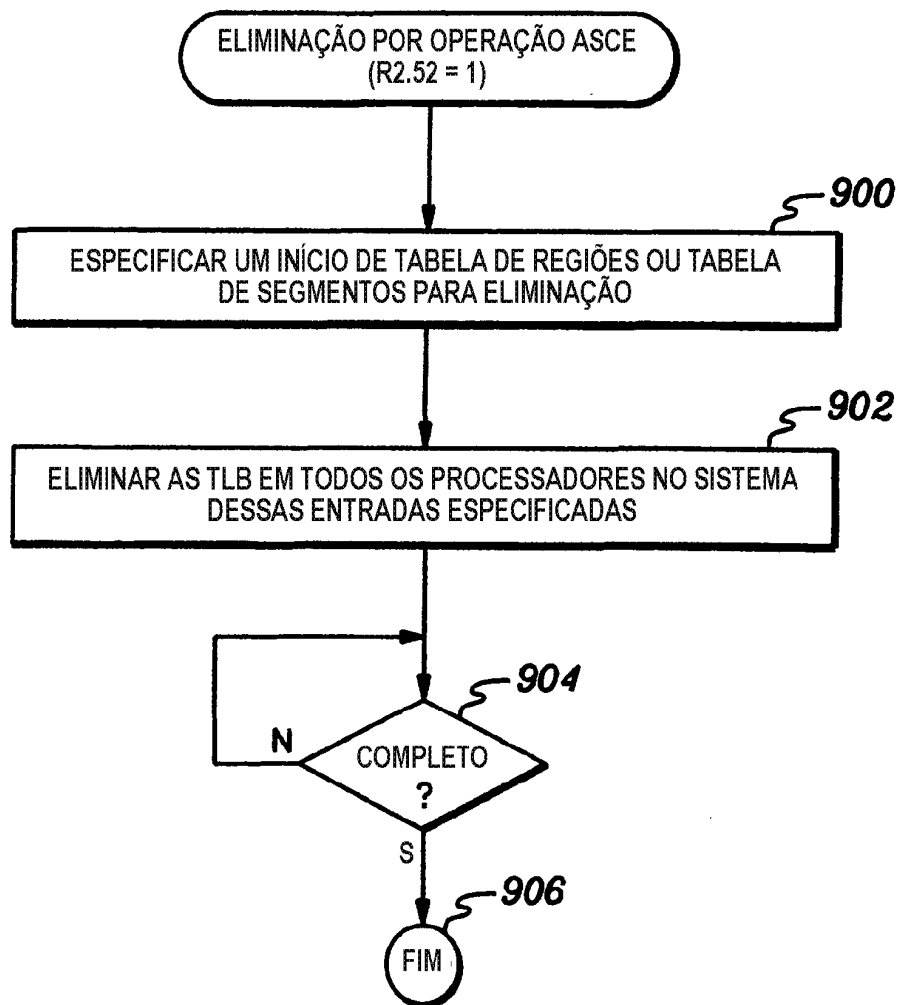 ELIMINAÇÃO POR OPERAÇÃO ASCE
(R2.52 = 1)
900
ESPECIFICAR UM INÍCIO DE TABELA DE REGIÕES OU TABELA
DE SEGMENTOS PARA ELIMINAÇÃO
902
ELIMINAR AS TLB EM TODOS OS PROCESSADORES NO SISTEMA
DESSAS ENTRADAS ESPECIFICADAS
904
N
COMPLETO
?
S
906
FIM